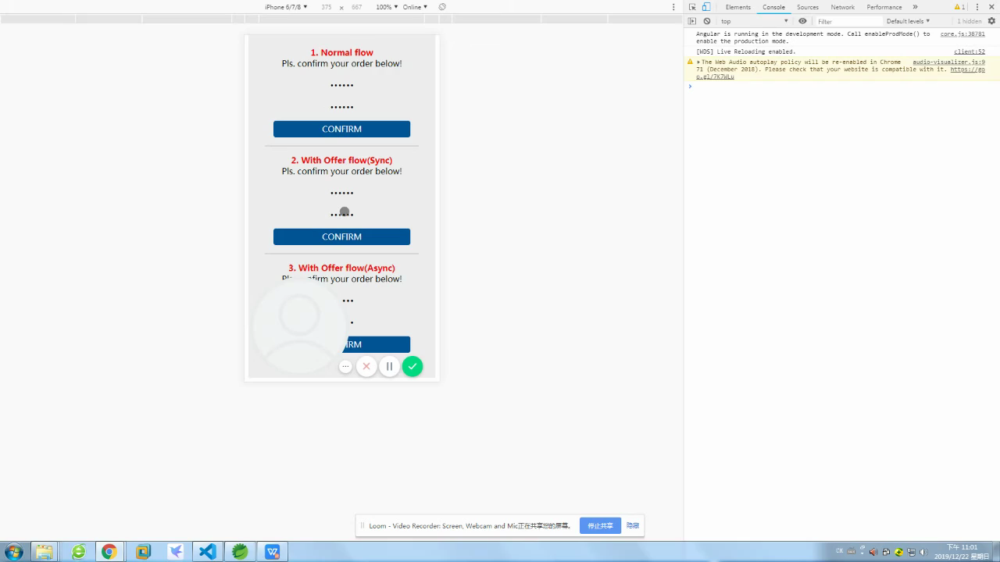 iPhone 6/7/8 ▼ 375 × 667 100% ▼ Online ▼
Elements Console Sources Network Performance » 1
top ▼ Filter Default levels ▼ 1 hidden
Angular is running in the development mode. Call enableProdMode() to core.js:38781
enable the production mode.
[WDS] Live Reloading enabled. client:52
The Web Audio autoplay policy will be re-enabled in Chrome audio-visualizer.js:9
71 (December 2018). Please check that your website is compatible with it. https://go
o.gl/7K7WLu
1. Normal flow
Pls. confirm your order below!
······
······
CONFIRM
2. With Offer flow(Sync)
Pls. confirm your order below!
······
······
CONFIRM
3. With Offer flow(Async)
confirm your order below!
Loom - Video Recorder: Screen, Webcam and Mic正在共享您的屏幕。 停止共享 隐藏
CH
下午 11:01
2019/12/22 星期日